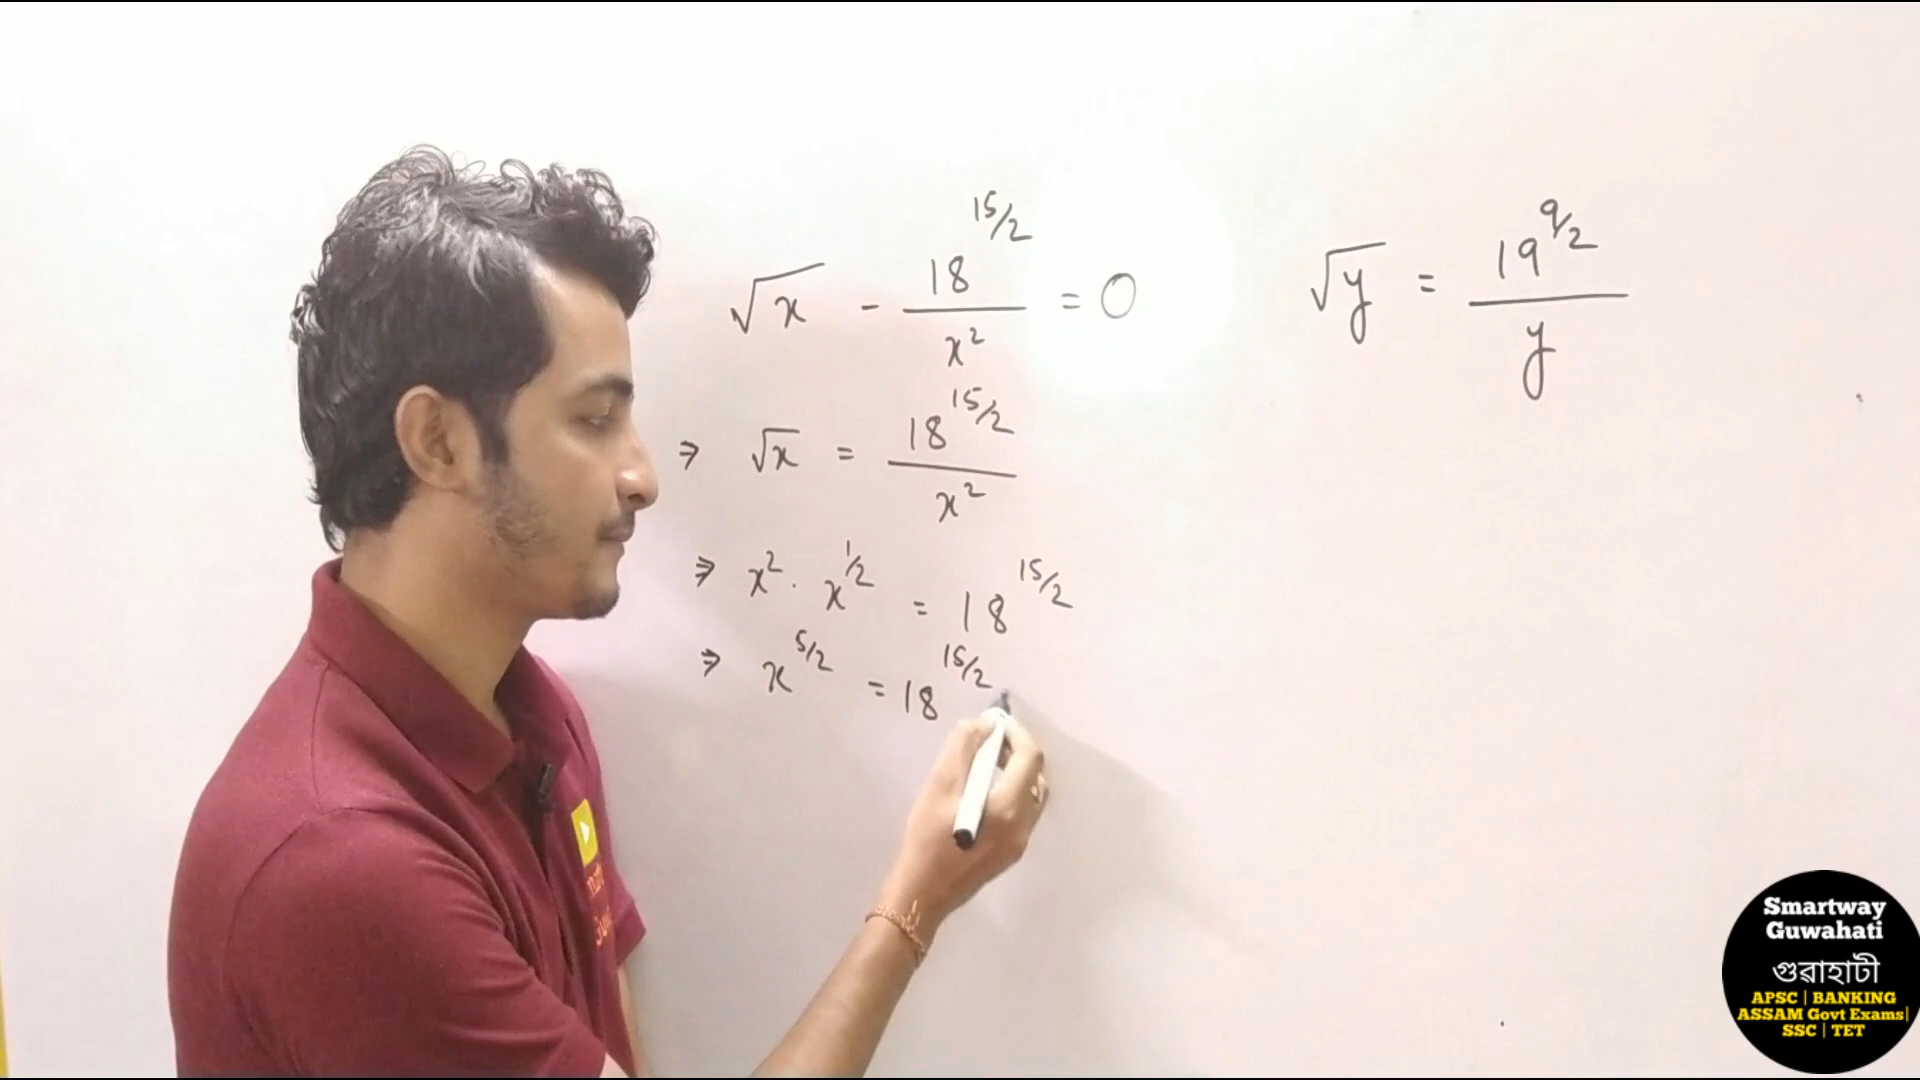 √x - 18^15/2 / x² = 0
⇒ √x = 18^15/2 / x²
⇒ x² · x^1/2 = 18^15/2
⇒ x^5/2 = 18^15/2
√y = 19^9/2 / y
Smartway
Guwahati
গুৱাহাটী
APSC | BANKING
ASSAM Govt Exams|
SSC | TET